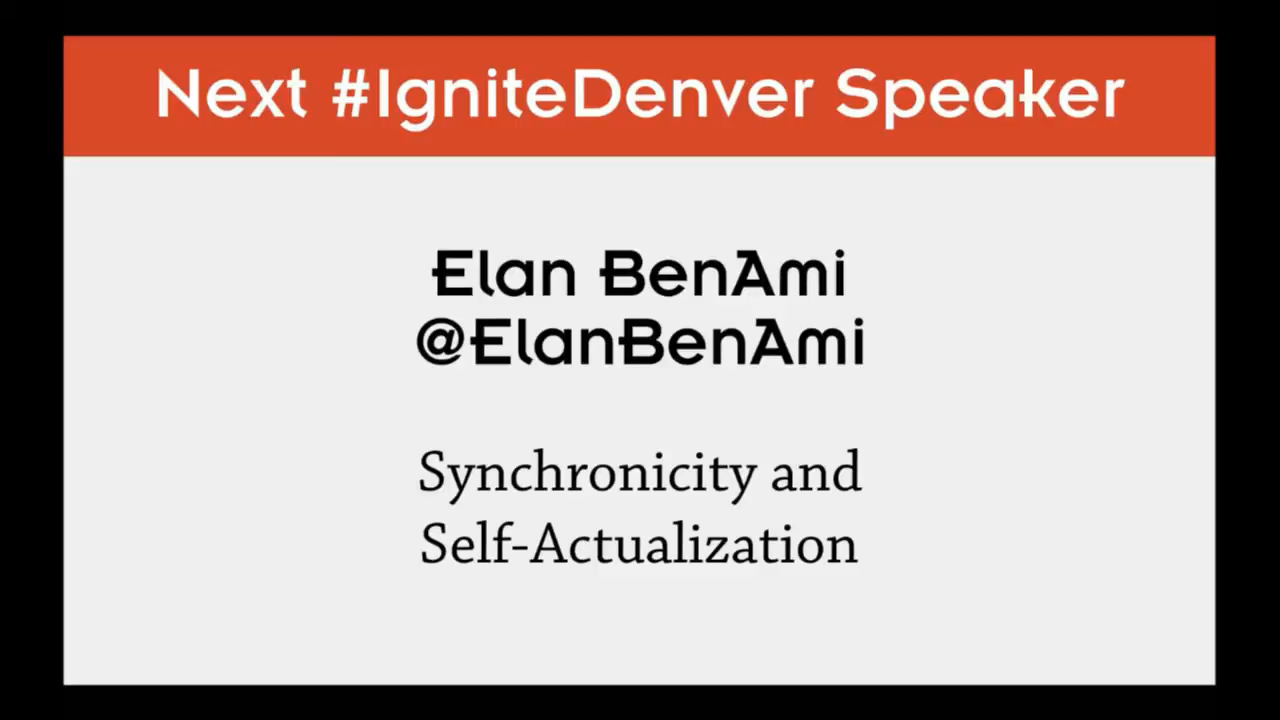 Next #IgniteDenver Speaker
Elan BenAmi
@ElanBenAmi
Synchronicity and
Self-Actualization